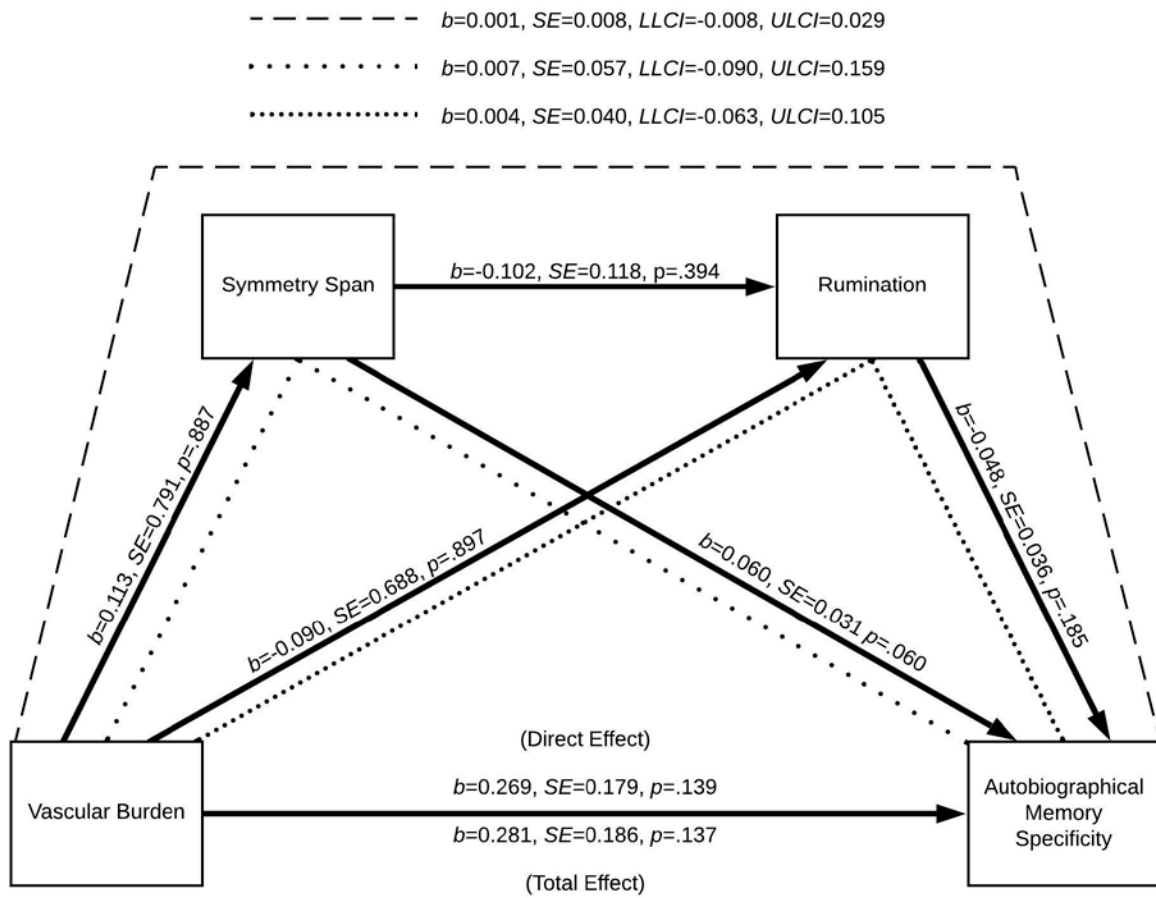 b=0.001, SE=0.008, LLCI=-0.008, ULCI=0.029
b=0.007, SE=0.057, LLCI=-0.090, ULCI=0.159
b=0.004, SE=0.040, LLCI=-0.063, ULCI=0.105
Symmetry Span
b=-0.102, SE=0.118, p=.394
Rumination
b=0.113, SE=0.791, p=.887
b=-0.090, SE=0.688, p=.897
b=0.060, SE=0.031 p=.060
b=-0.048, SE=0.036, p=.185
Vascular Burden
(Direct Effect)
b=0.269, SE=0.179, p=.139
b=0.281, SE=0.186, p=.137
(Total Effect)
Autobiographical
Memory
Specificity